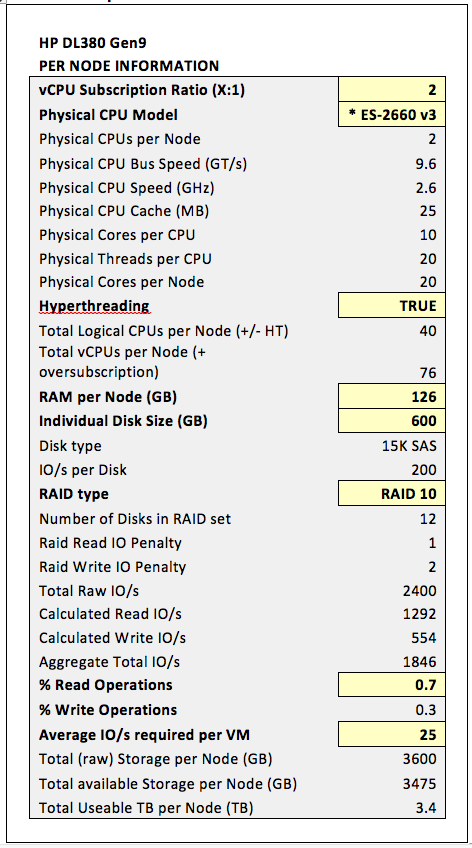 HP DL380 Gen9
PER NODE INFORMATION
vCPU Subscription Ratio (X:1) 2
Physical CPU Model * ES-2660 v3
Physical CPUs per Node 2
Physical CPU Bus Speed (GT/s) 9.6
Physical CPU Speed (GHz) 2.6
Physical CPU Cache (MB) 25
Physical Cores per CPU 10
Physical Threads per CPU 20
Physical Cores per Node 20
Hyperthreading TRUE
Total Logical CPUs per Node (+/- HT) 40
Total vCPUs per Node (+
oversubscription) 76
RAM per Node (GB) 126
Individual Disk Size (GB) 600
Disk type 15K SAS
IO/s per Disk 200
RAID type RAID 10
Number of Disks in RAID set 12
Raid Read IO Penalty 1
Raid Write IO Penalty 2
Total Raw IO/s 2400
Calculated Read IO/s 1292
Calculated Write IO/s 554
Aggregate Total IO/s 1846
% Read Operations 0.7
% Write Operations 0.3
Average IO/s required per VM 25
Total (raw) Storage per Node (GB) 3600
Total available Storage per Node (GB) 3475
Total Useable TB per Node (TB) 3.4